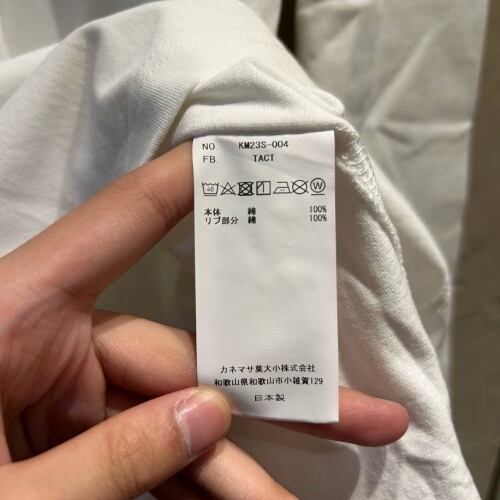 NO. KM23S-004
FB. TACT
40 W
本体 綿 100%
リブ部分 綿 100%
カネマサ莫大小株式会社
和歌山県和歌山市小雑賀129
日本製